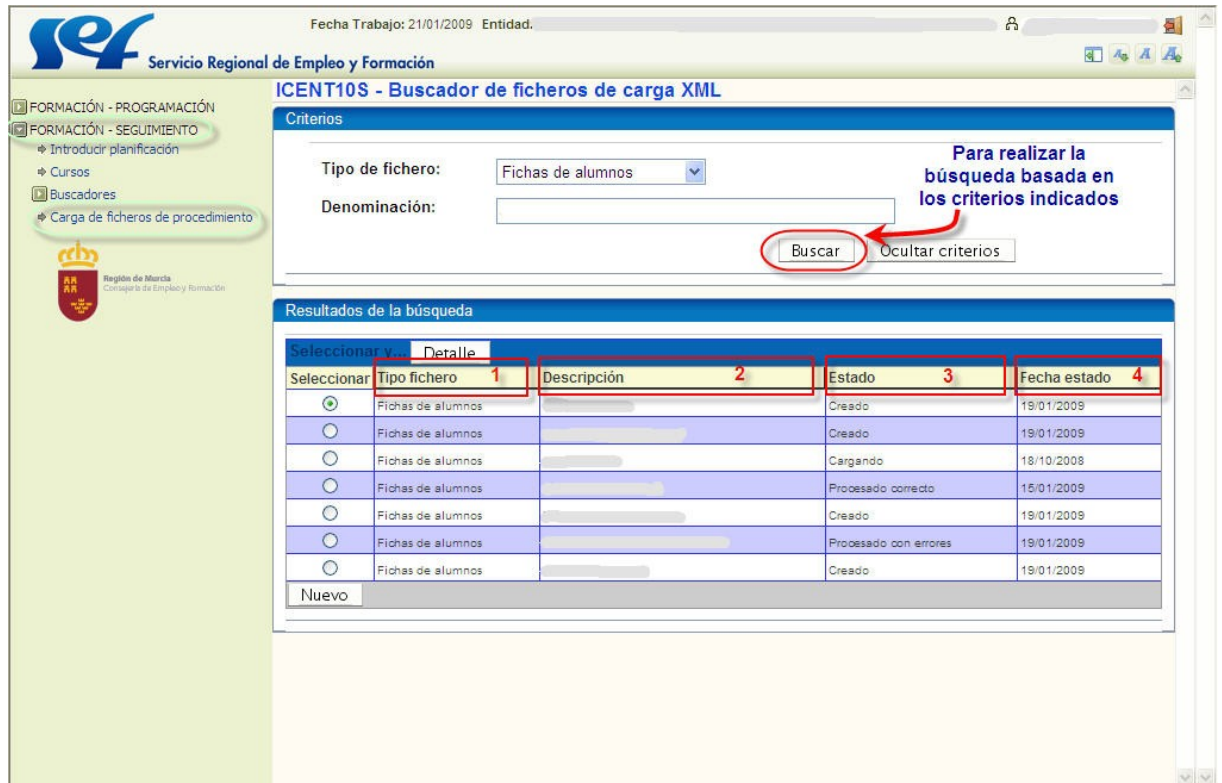 Fecha Trabajo: 21/01/2009 Entidad.
sef
Servicio Regional de Empleo y Formación
FORMACIÓN - PROGRAMACIÓN
FORMACIÓN - SEGUIMIENTO
Introducir planificación
Cursos
Buscadores
Carga de ficheros de procedimiento
Región de Murcia
Consejería de Empleo y Formación
ICENT10S - Buscador de ficheros de carga XML
Criterios
Tipo de fichero: Fichas de alumnos
Denominación:
Para realizar la
búsqueda basada en
los criterios indicados
Buscar Ocultar criterios
Resultados de la búsqueda
Seleccionar y... Detalle
Seleccionar Tipo fichero 1 Descripción 2 Estado 3 Fecha estado 4
Fichas de alumnos Creado 19/01/2009
Fichas de alumnos Creado 19/01/2009
Fichas de alumnos Cargando 18/10/2008
Fichas de alumnos Procesado correcto 15/01/2009
Fichas de alumnos Creado 19/01/2009
Fichas de alumnos Procesado con errores 19/01/2009
Fichas de alumnos Creado 19/01/2009
Nuevo